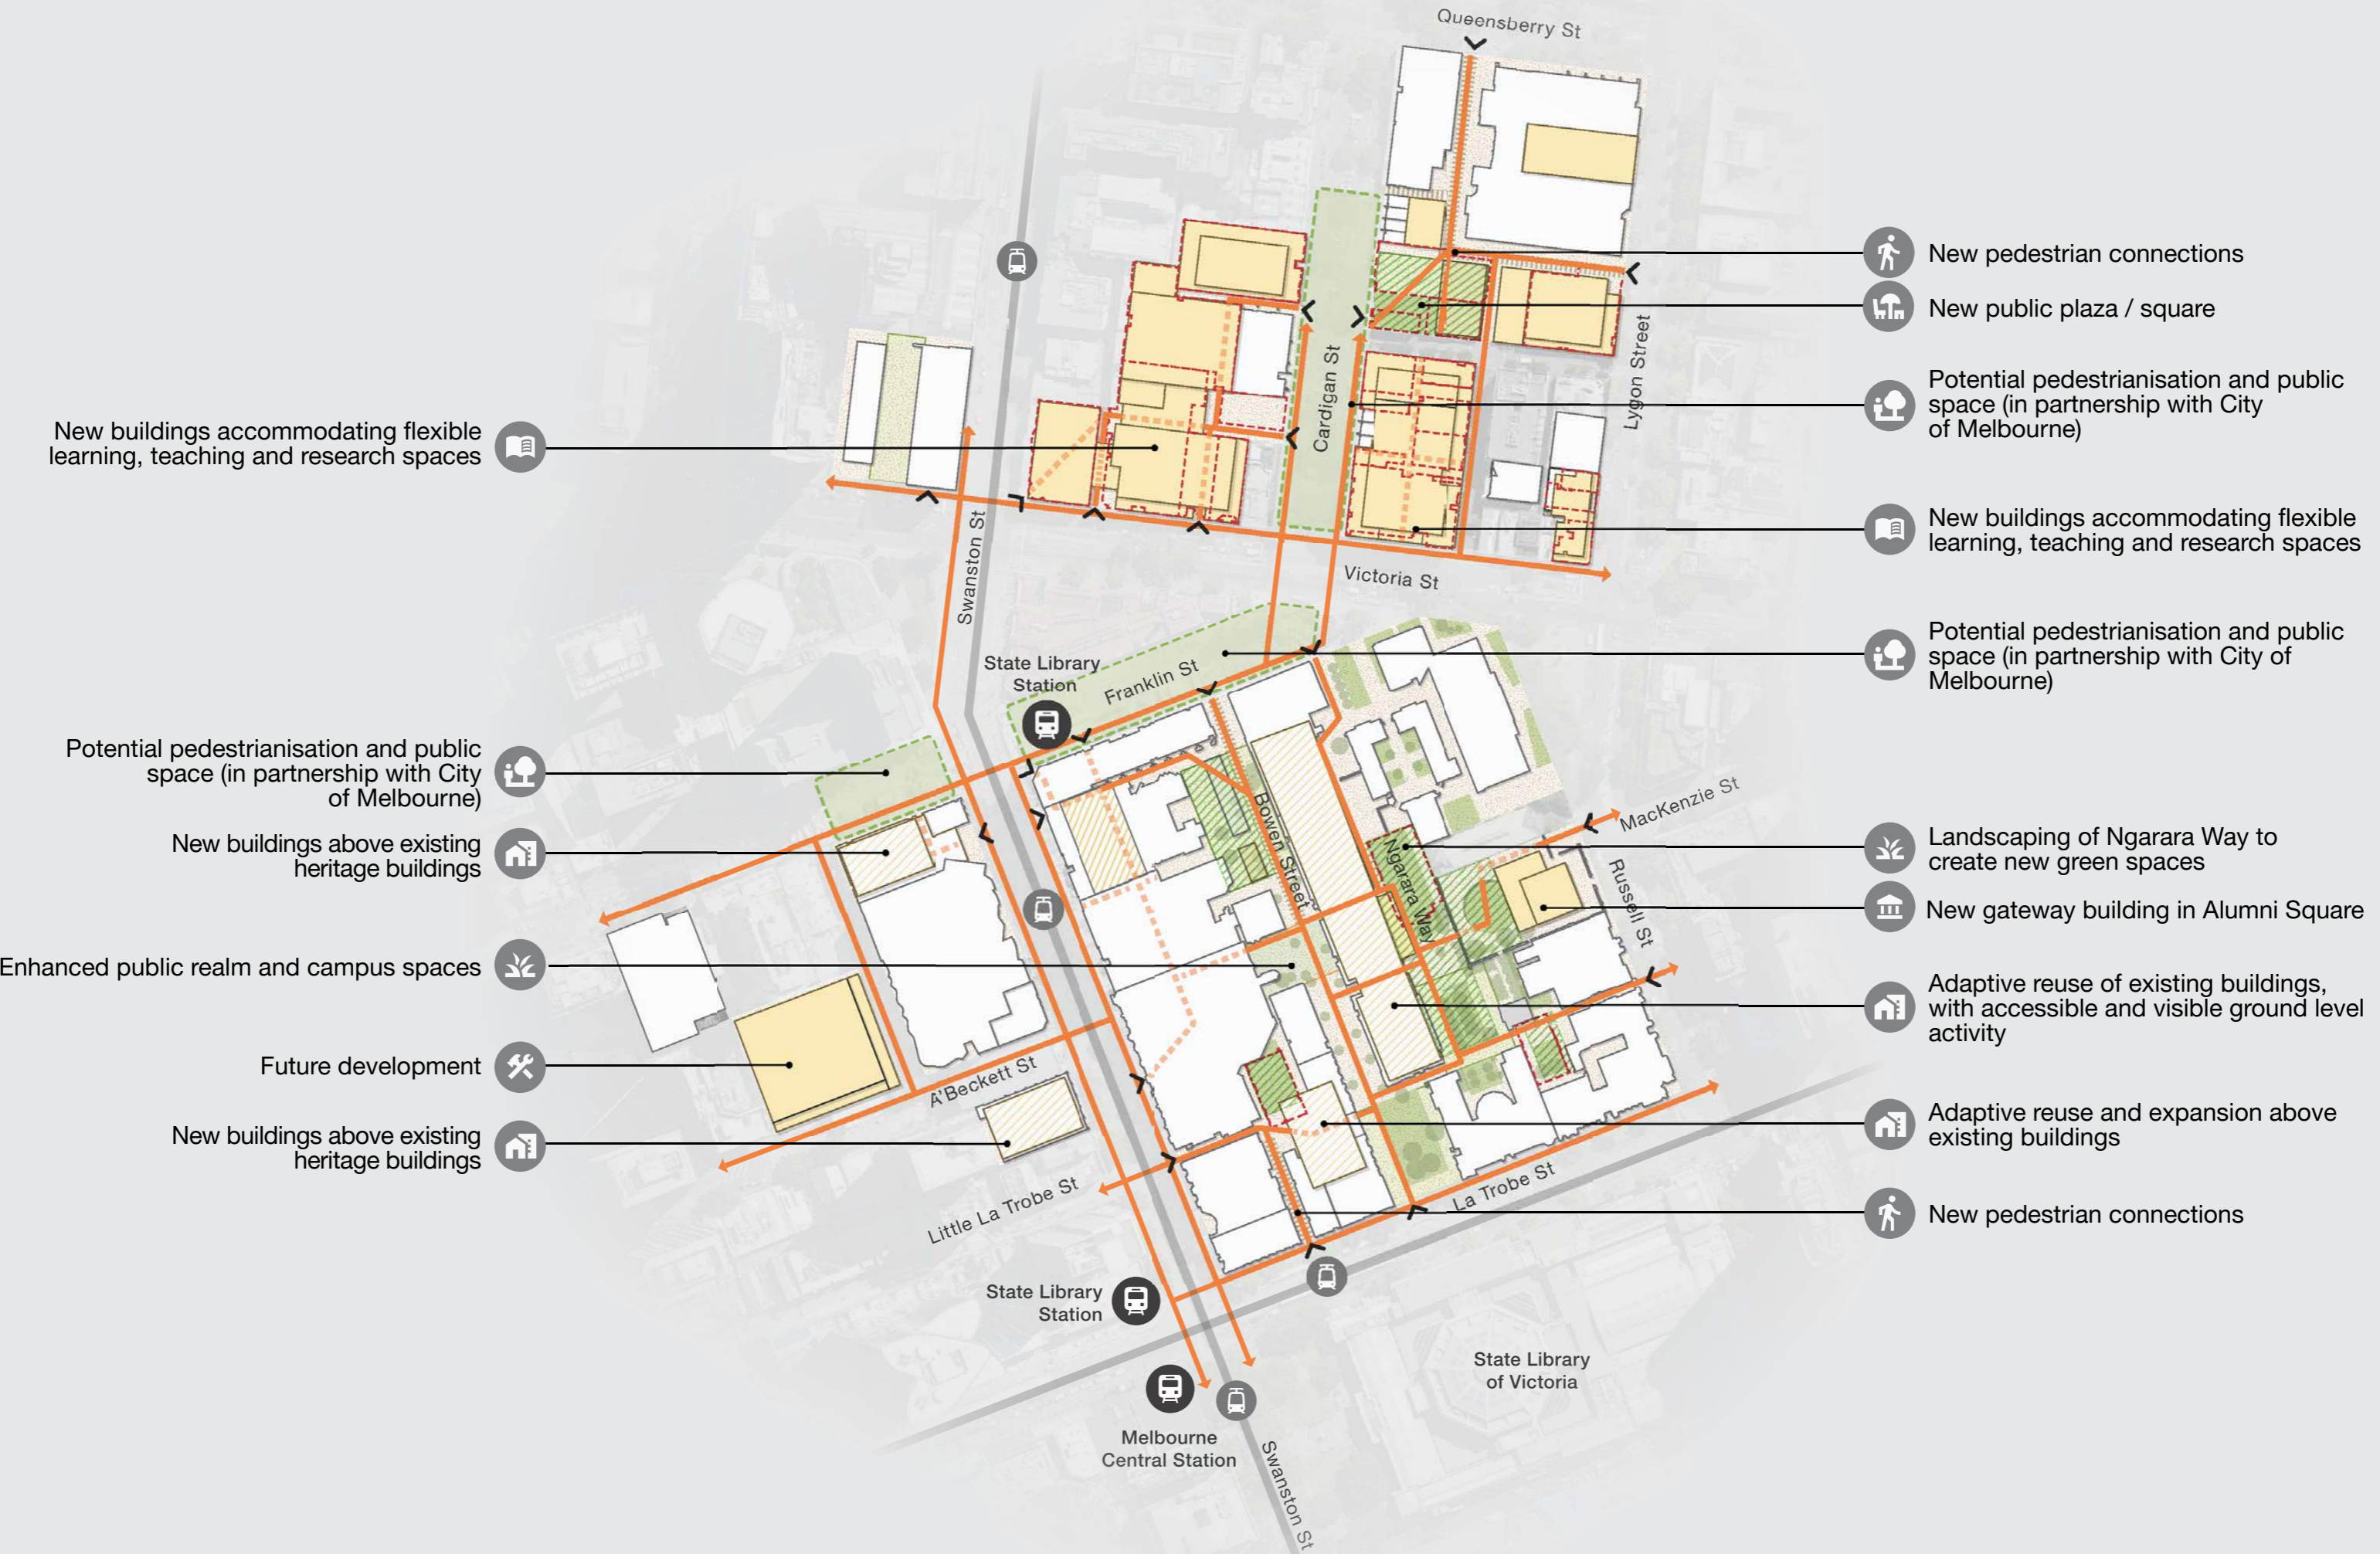 Queensberry St
New pedestrian connections
New public plaza / square
Potential pedestrianisation and public
space (in partnership with City
of Melbourne)
New buildings accommodating flexible
learning, teaching and research spaces
Potential pedestrianisation and public
space (in partnership with City of
Melbourne)
Landscaping of Ngarara Way to
create new green spaces
New gateway building in Alumni Square
Adaptive reuse of existing buildings,
with accessible and visible ground level
activity
Adaptive reuse and expansion above
existing buildings
New pedestrian connections
New buildings accommodating flexible
learning, teaching and research spaces
Potential pedestrianisation and public
space (in partnership with City
of Melbourne)
New buildings above existing
heritage buildings
Enhanced public realm and campus spaces
Future development
New buildings above existing
heritage buildings
Cardigan St
Lygon Street
Swanston St
Victoria St
State Library
Station
Franklin St
Bowen Street
Ngarara Way
MacKenzie St
Russell St
A'Beckett St
Little La Trobe St
La Trobe St
State Library
Station
State Library
of Victoria
Melbourne
Central Station
Swanston St